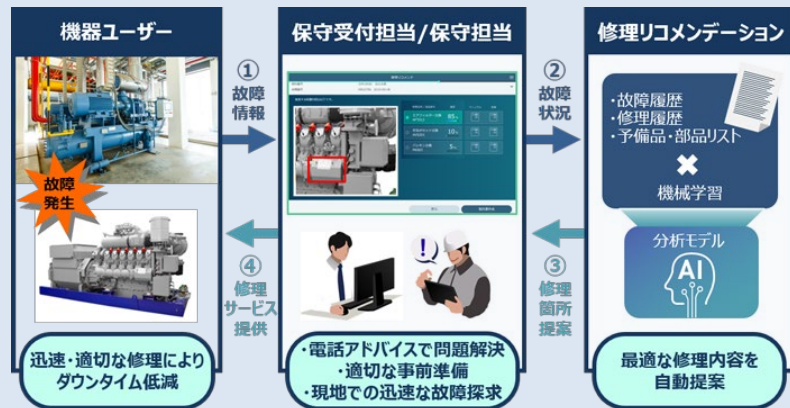 機器ユーザー
故障
発生
迅速・適切な修理により
ダウンタイム低減
①
故障
情報
④
修理
サービス
提供
保守受付担当/保守担当
85
10
5
!
・電話アドバイスで問題解決
・適切な事前準備
・現地での迅速な故障探求
②
故障
状況
③
修理
箇所
提案
修理リコメンデーション
・故障履歴
・修理履歴
・予備品・部品リスト
×
機械学習
分析モデル
AI
最適な修理内容を
自動提案